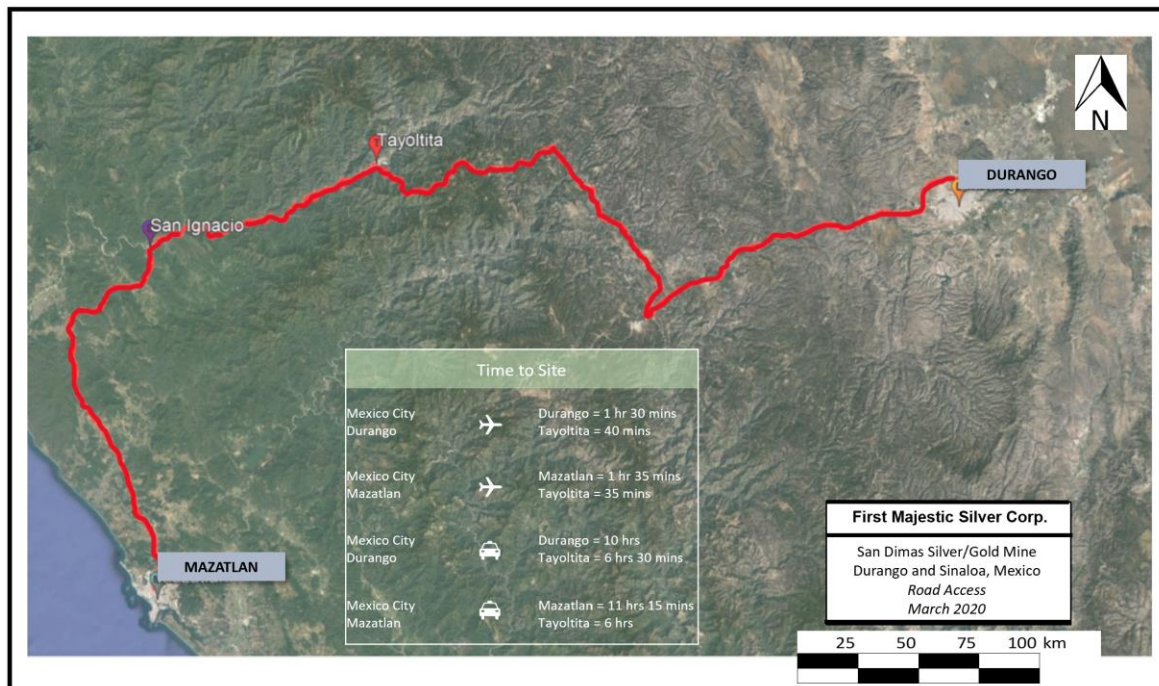 N
Tayoltita
DURANGO
San Ignacio
Time to Site
Mexico City Durango = 1 hr 30 mins
Durango Tayoltita = 40 mins
Mexico City Mazatlan = 1 hr 35 mins
Mazatlan Tayoltita = 35 mins
Mexico City Durango = 10 hrs
Durango Tayoltita = 6 hrs 30 mins
Mexico City Mazatlan = 11 hrs 15 mins
Mazatlan Tayoltita = 6 hrs
MAZATLAN
First Majestic Silver Corp.
San Dimas Silver/Gold Mine
Durango and Sinaloa, Mexico
Road Access
March 2020
25 50 75 100 km